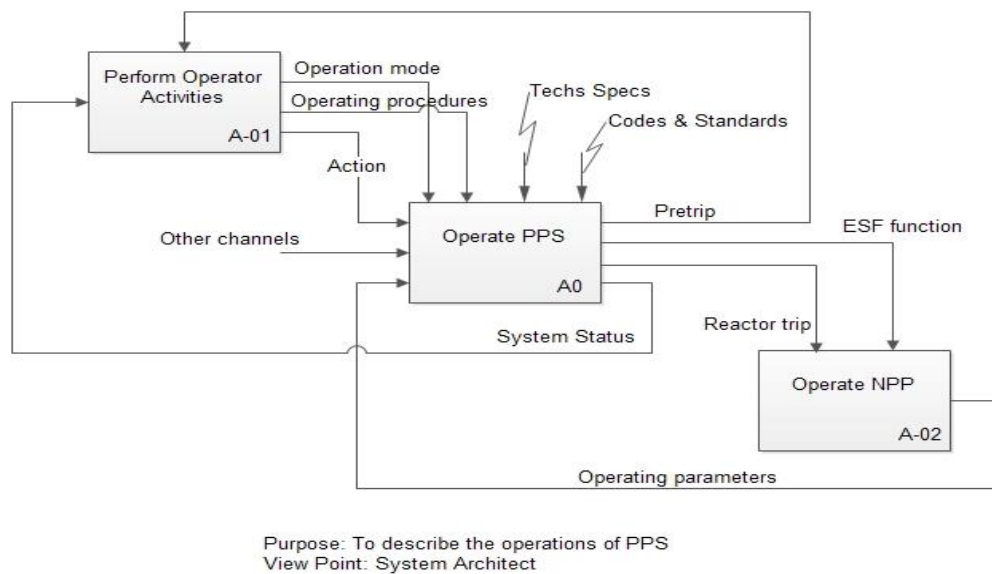 Perform Operator
Activities
A-01
Operation mode
Operating procedures
Action
Techs Specs
Codes & Standards
Other channels
Operate PPS
A0
Pretrip
ESF function
Reactor trip
System Status
Operate NPP
A-02
Operating parameters
Purpose: To describe the operations of PPS
View Point: System Architect